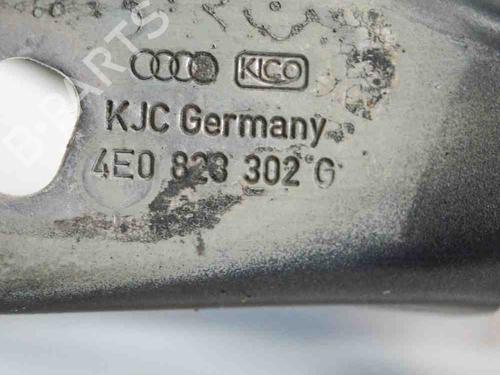 KICO
KJC Germany
4E0 823 302 G
B-PARTS